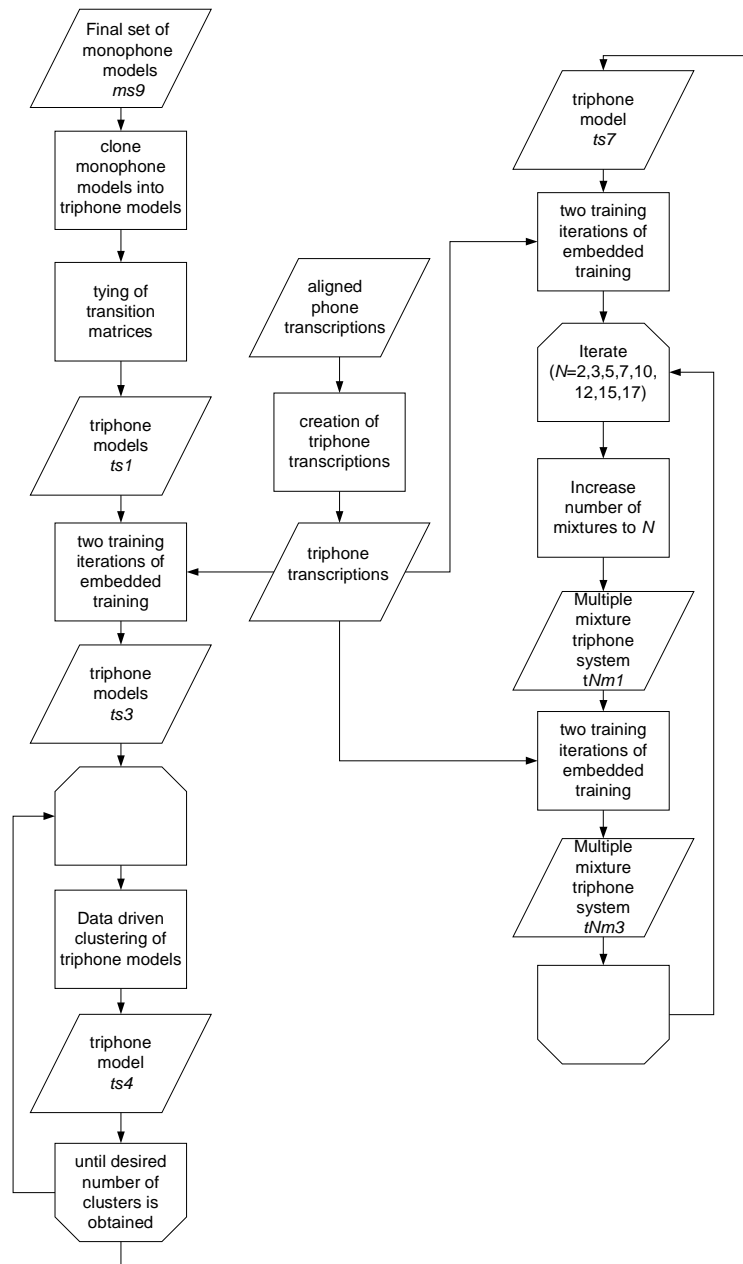 Final set of
monophone
models
ms9
clone
monophone
models into
triphone models
tying of
transition
matrices
triphone
models
ts1
two training
iterations of
embedded
training
triphone
models
ts3
Data driven
clustering of
triphone models
triphone
model
ts4
until desired
number of
clusters is
obtained
aligned
phone
transcriptions
creation of
triphone
transcriptions
triphone
transcriptions
triphone
model
ts7
two training
iterations of
embedded
training
Iterate
(N=2,3,5,7,10,
12,15,17)
Increase
number of
mixtures to N
Multiple
mixture
triphone
system
tNm1
two training
iterations of
embedded
training
Multiple
mixture
triphone
system
tNm3